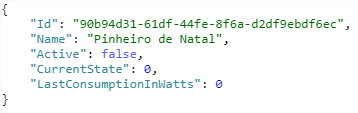 {
"Id": "90b94d31-61df-44fe-8f6a-d2df9ebdf6ec",
"Name": "Pinheiro de Natal",
"Active": false,
"CurrentState": 0,
"LastConsumptionInWatts": 0
}